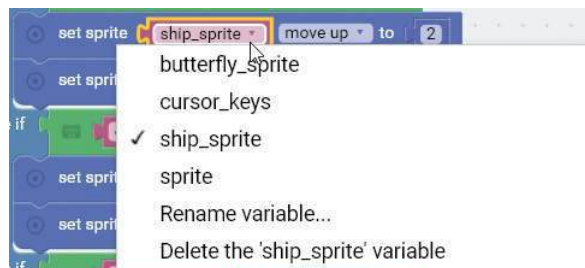 set sprite ship_sprite move up to 2
butterfly_sprite
set sprit
cursor_keys
if
✓ ship_sprite
set sprit
sprite
set sprit
Rename variable...
Delete the 'ship_sprite' variable
if